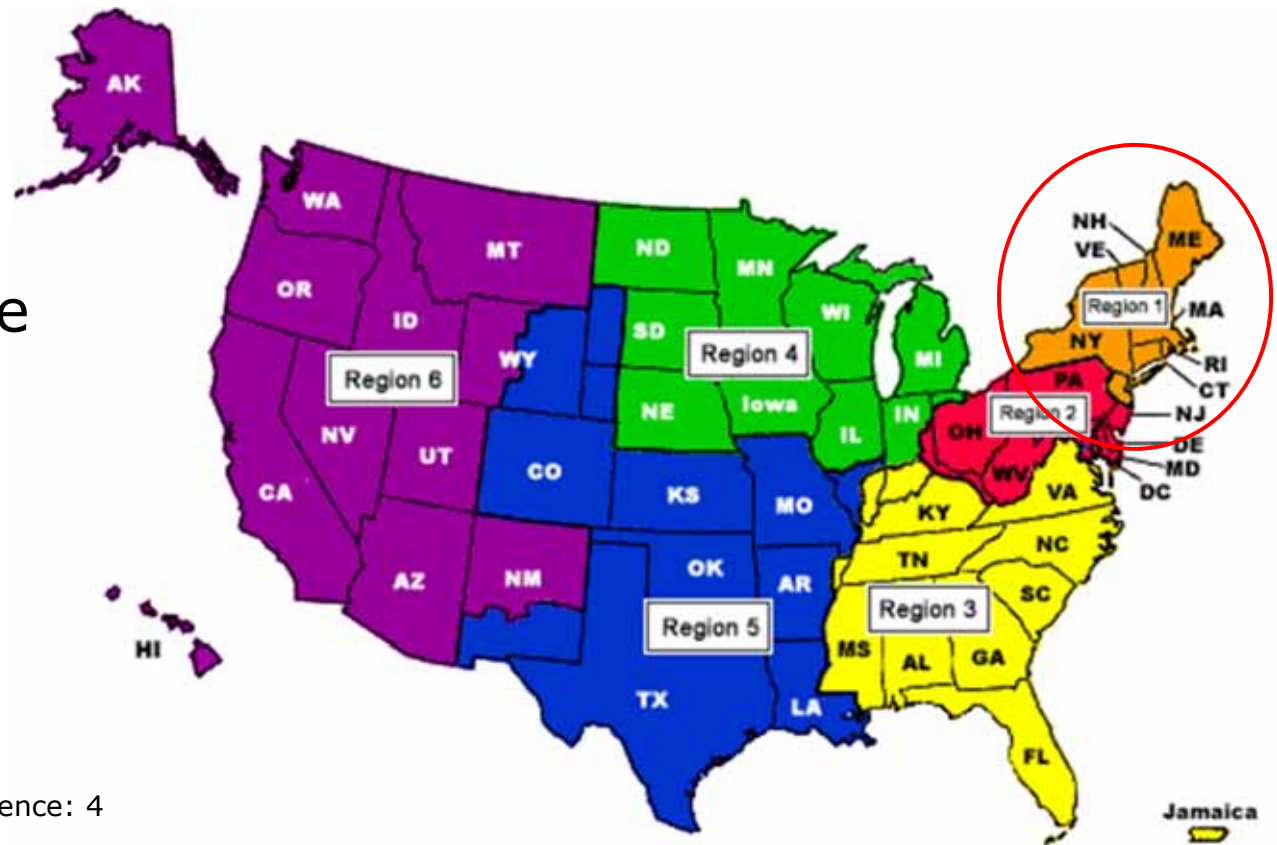 AK
WA
MT
ND
MN
NH
VE
ME
OR
ID
SD
WI
Region 1
MA
WY
Region 4
MI
NY
RI
Region 6
PA
CT
NE
Iowa
IL
IN
OH
Region 2
NJ
NV
UT
CO
KS
MO
WV
VA
DE
MD
DC
CA
KY
AZ
NM
OK
AR
TN
NC
Region 5
Region 3
SC
HI
MS
AL
GA
TX
LA
FL
Jamaica
e
ence: 4